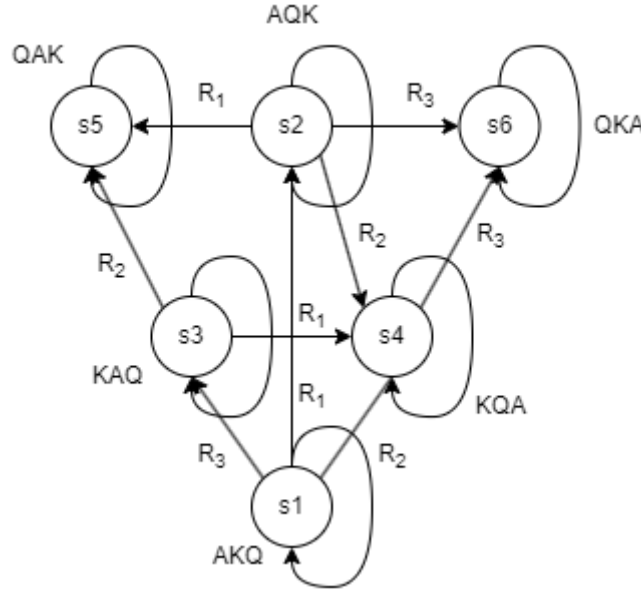 AQK
QAK
R1
R3
s5
s2
s6
QKA
R2
R2
R3
s3
R1
s4
KAQ
R1
KQA
R3
R2
s1
AKQ